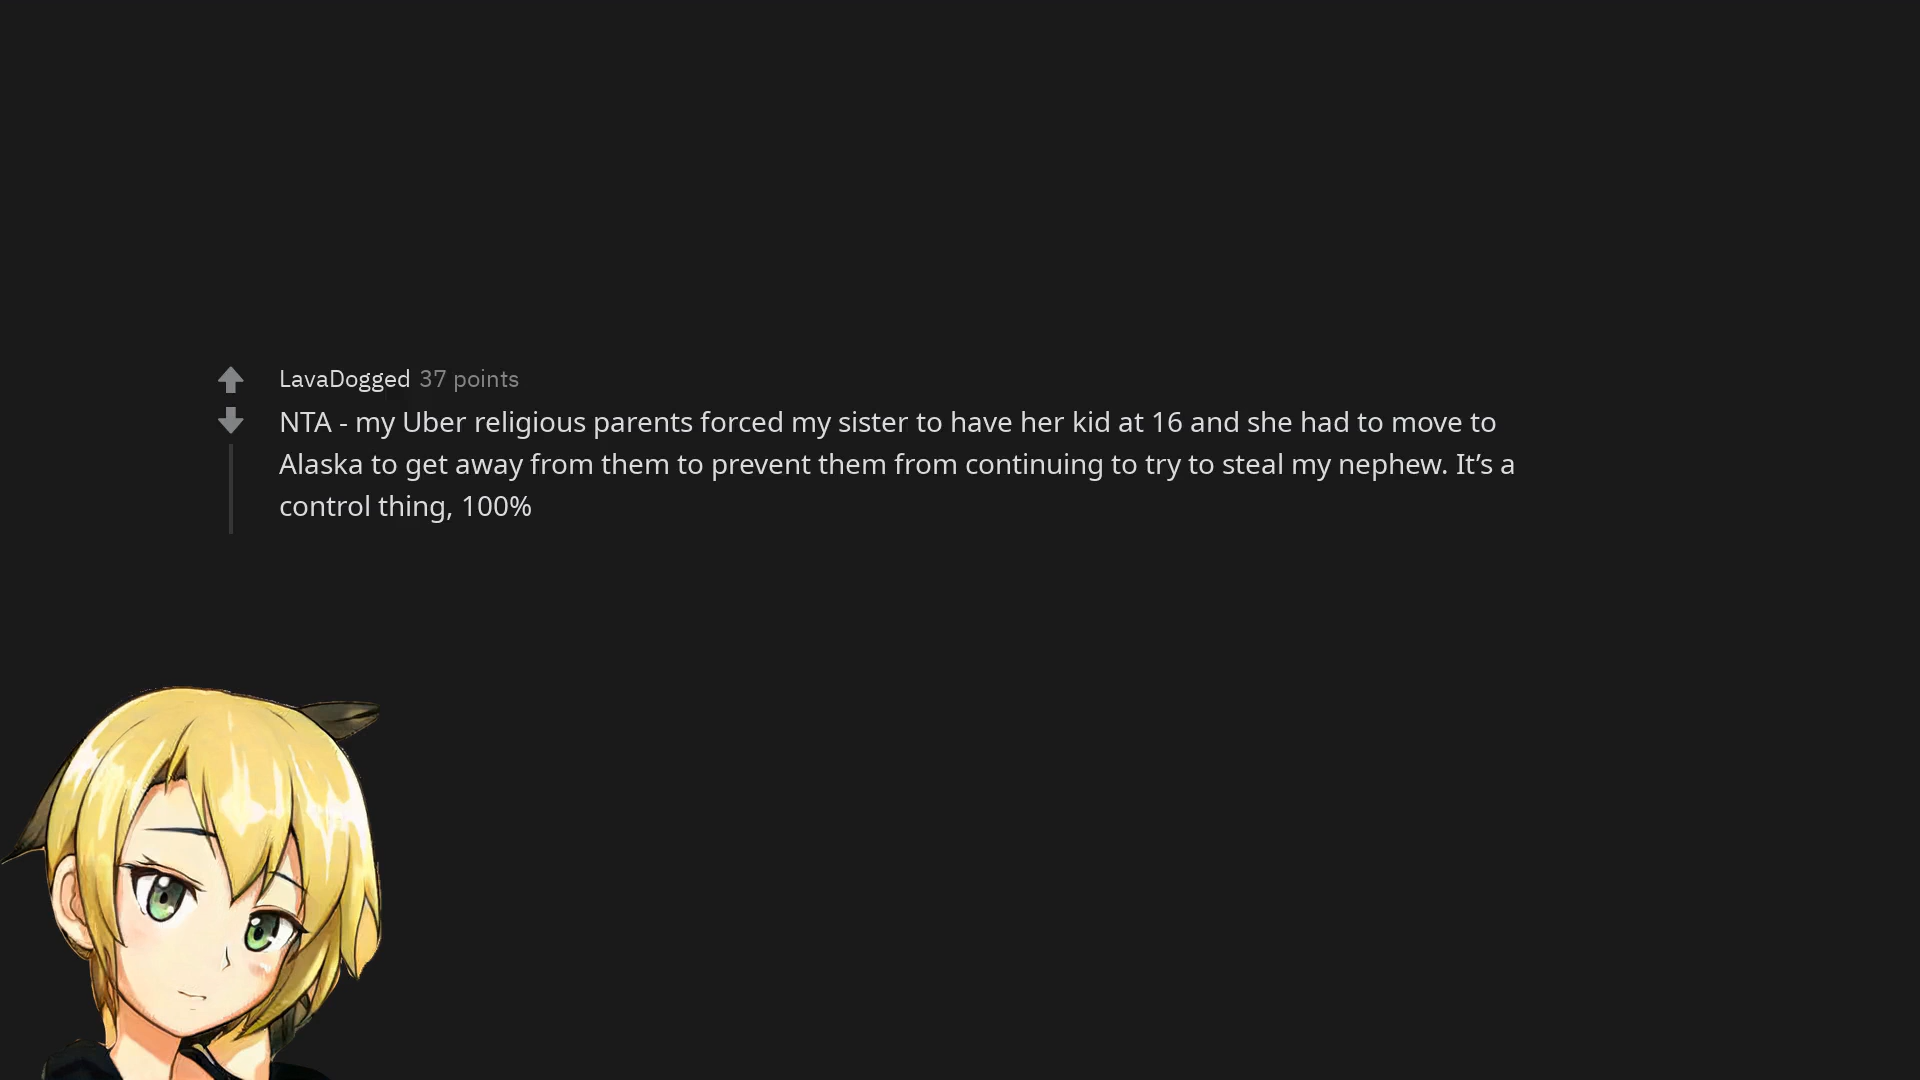 LavaDogged 37 points
NTA - my Uber religious parents forced my sister to have her kid at 16 and she had to move to
Alaska to get away from them to prevent them from continuing to try to steal my nephew. It’s a
control thing, 100%